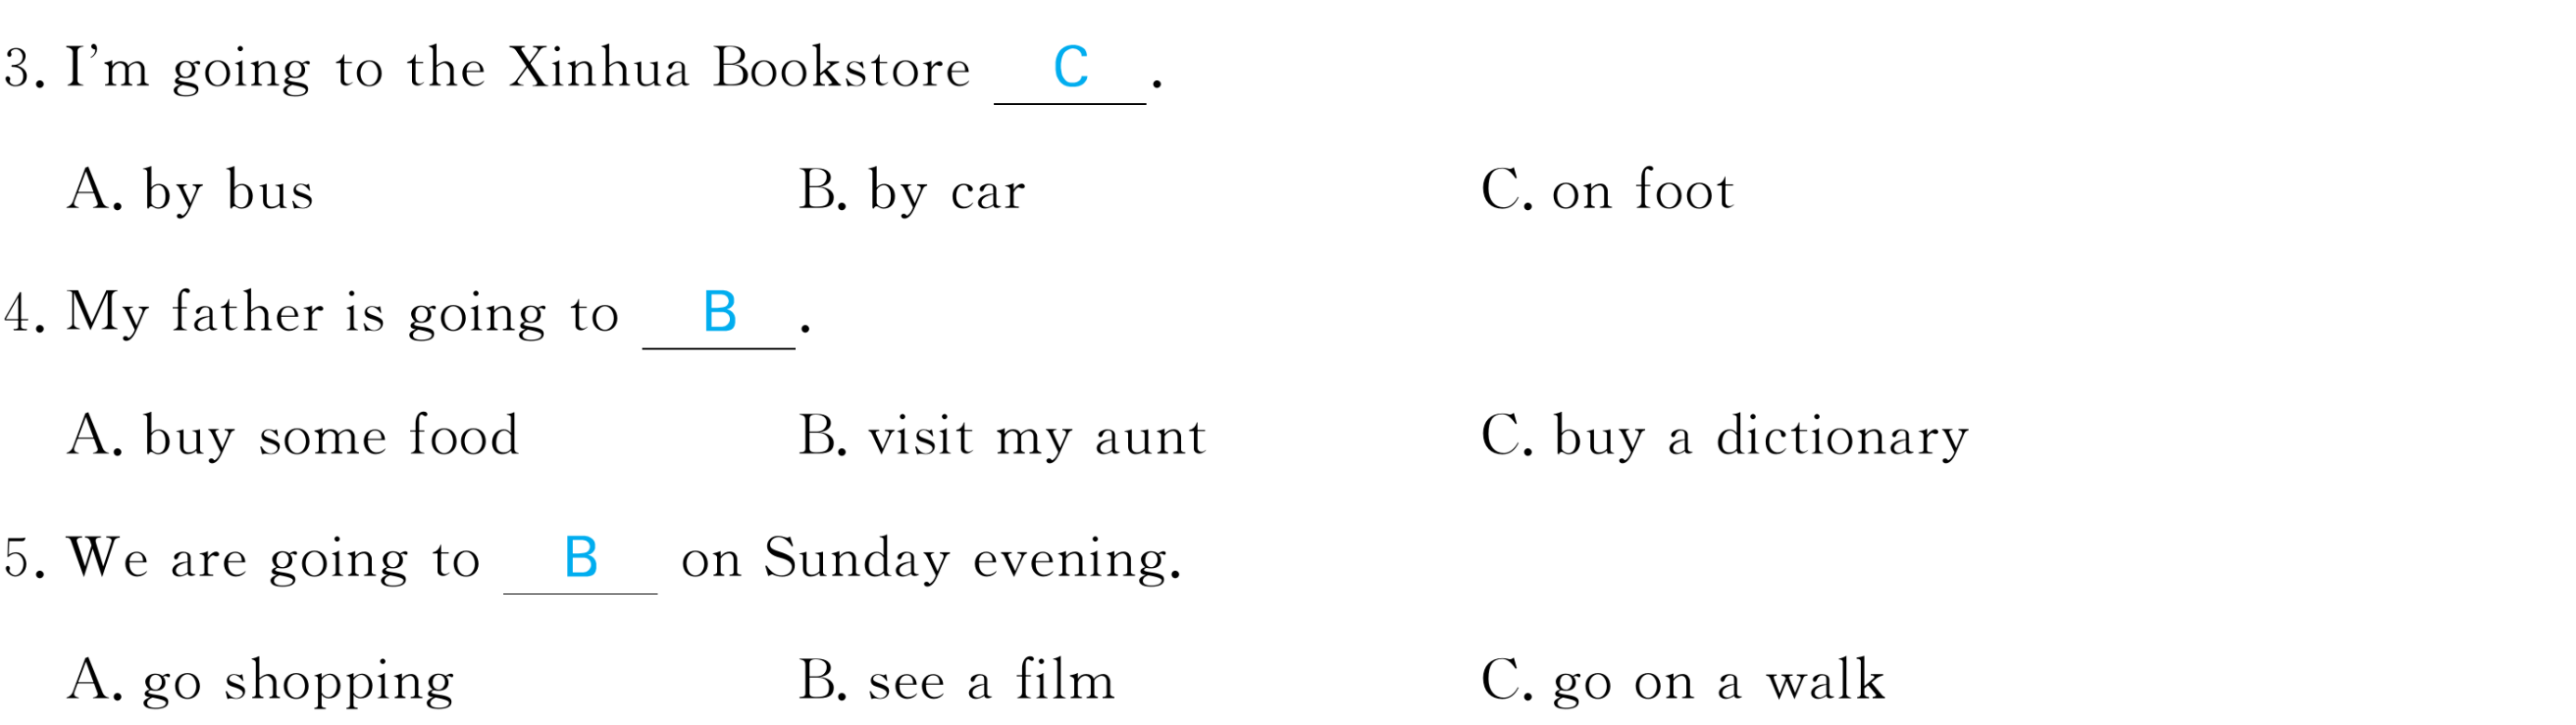 3. I'm going to the Xinhua Bookstore C .
A. by bus B. by car C. on foot
4. My father is going to B .
A. buy some food B. visit my aunt C. buy a dictionary
5. We are going to B on Sunday evening.
A. go shopping B. see a film C. go on a walk